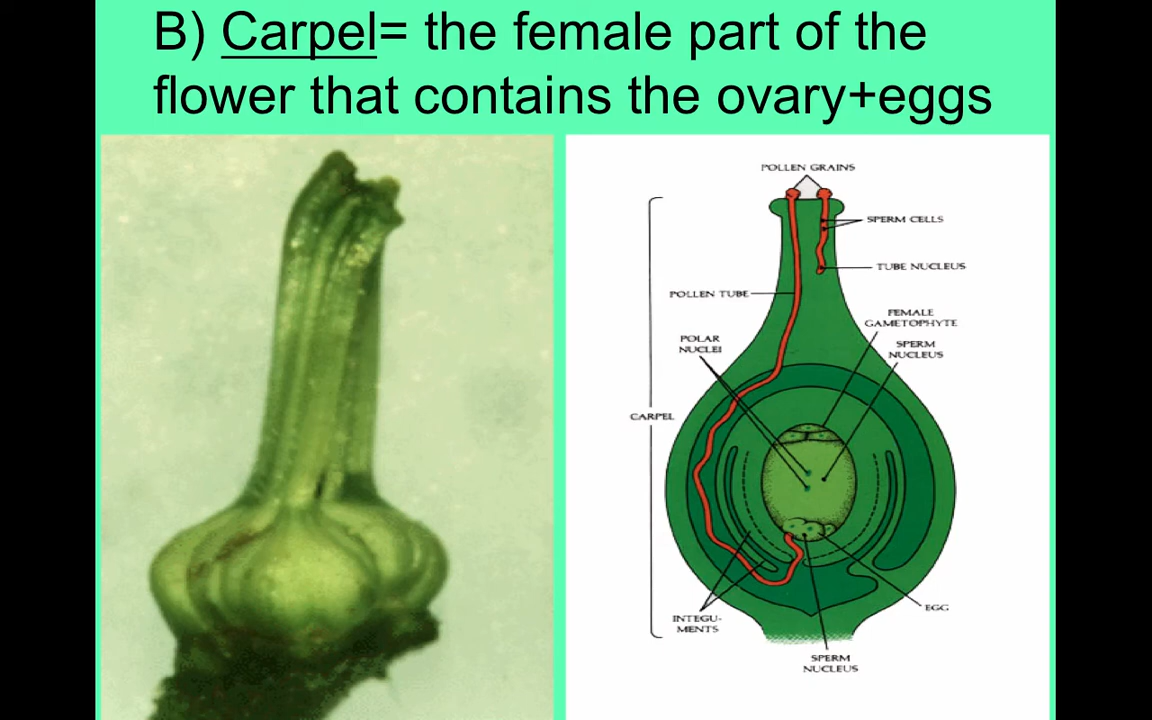 B) Carpel= the female part of the
flower that contains the ovary+eggs
POLLEN GRAINS
SPERM CELLS
TUBE NUCLEUS
POLLEN TUBE
FEMALE
GAMETOPHYTE
POLAR
NUCLEI
SPERM
NUCLEUS
CARPEL
EGG
INTEGU-
MENTS
SPERM
NUCLEUS